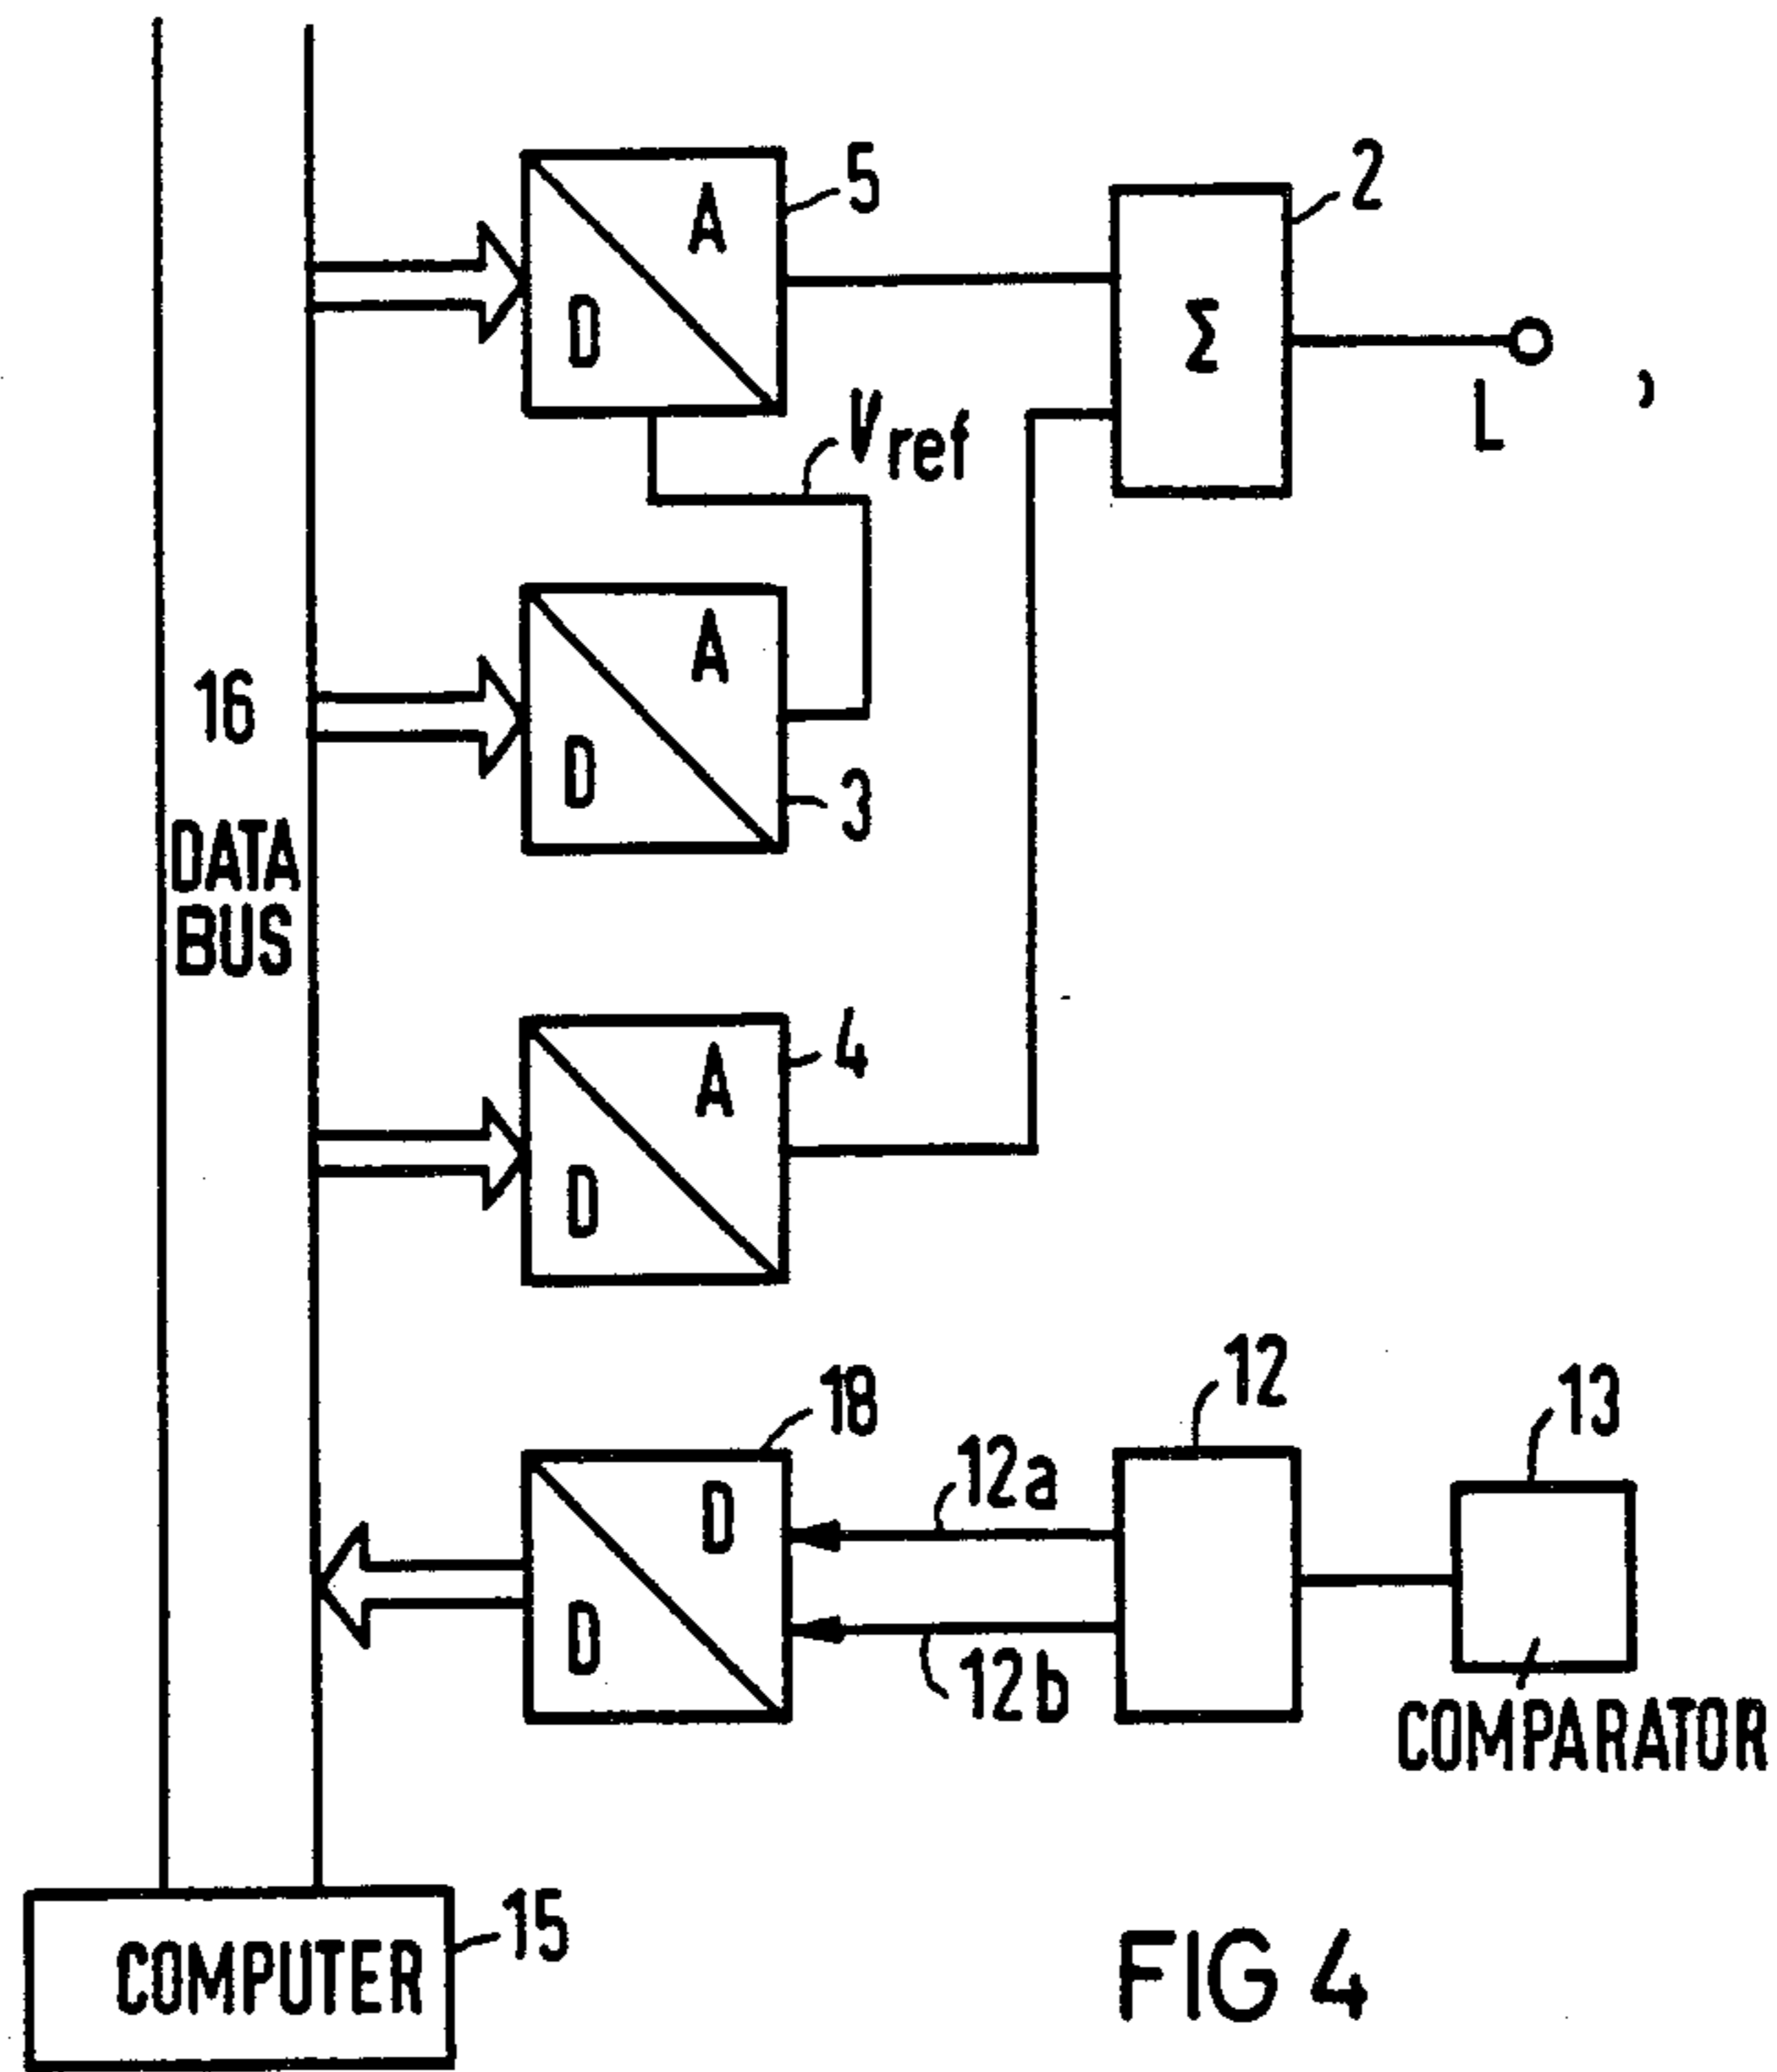 5
A
D
2
Σ
L
Vref
16
A
D
3
DATA
BUS
4
A
D
18
D
D
12a
12b
12
13
COMPARATOR
COMPUTER
15
FIG 4